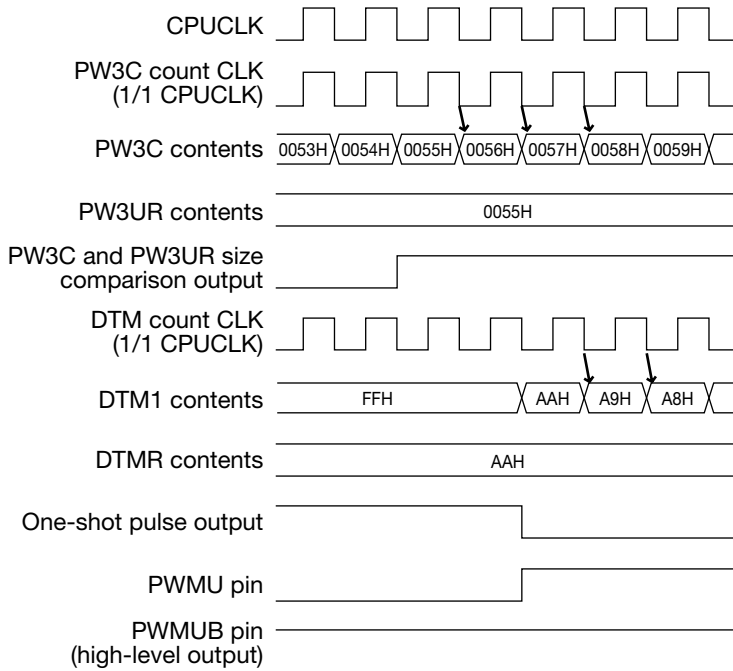 CPUCLK
PW3C count CLK
(1/1 CPUCLK)
PW3C contents
0053H 0054H 0055H 0056H 0057H 0058H 0059H
PW3UR contents
0055H
PW3C and PW3UR size
comparison output
DTM count CLK
(1/1 CPUCLK)
DTM1 contents
FFH AAH A9H A8H
DTMR contents
AAH
One-shot pulse output
PWMU pin
PWMUB pin
(high-level output)